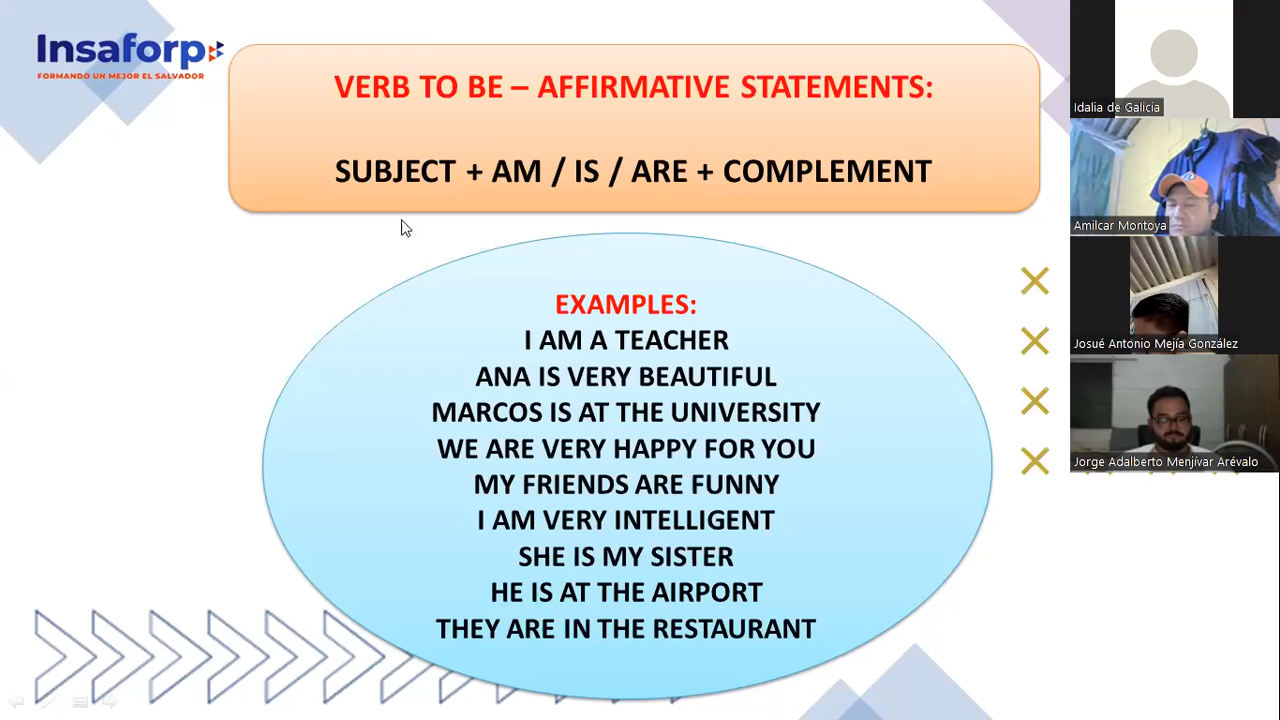 Insaforp
FORMANDO UN MEJOR EL SALVADOR
VERB TO BE – AFFIRMATIVE STATEMENTS:
SUBJECT + AM / IS / ARE + COMPLEMENT
EXAMPLES:
I AM A TEACHER
ANA IS VERY BEAUTIFUL
MARCOS IS AT THE UNIVERSITY
WE ARE VERY HAPPY FOR YOU
MY FRIENDS ARE FUNNY
I AM VERY INTELLIGENT
SHE IS MY SISTER
HE IS AT THE AIRPORT
THEY ARE IN THE RESTAURANT
Idalia de Galicia
Amilcar Montoya
Josué Antonio Mejía González
Jorge Adalberto Menjivar Arévalo